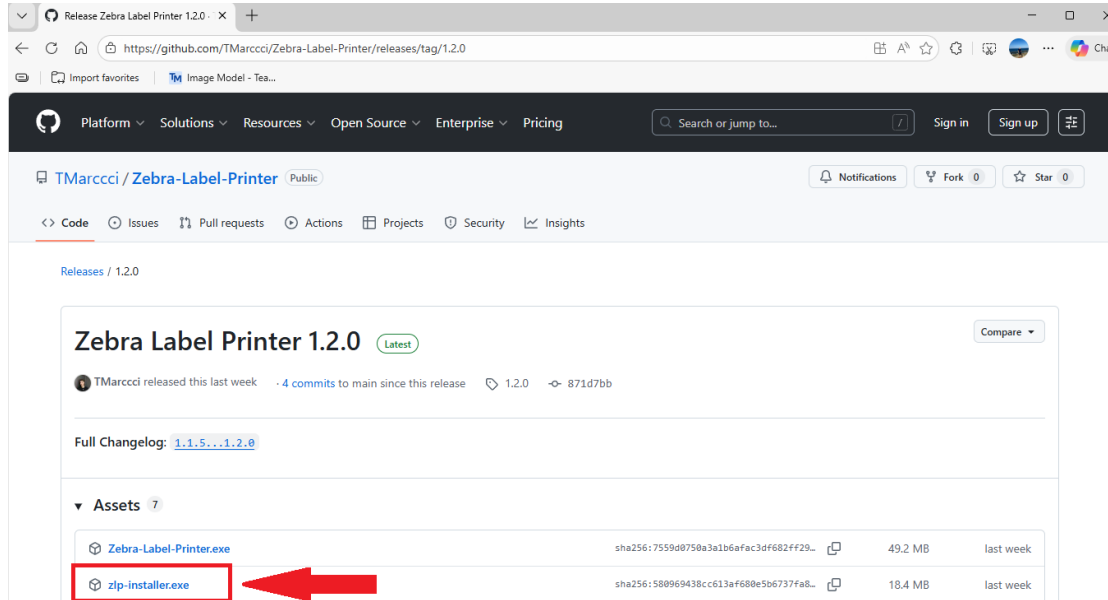 Release Zebra Label Printer 1.2.0 ·
https://github.com/TMarccci/Zebra-Label-Printer/releases/tag/1.2.0
Import favorites TM Image Model - Tea...
Platform Solutions Resources Open Source Enterprise Pricing Search or jump to... / Sign in Sign up
TMarccci / Zebra-Label-Printer Public Notifications Fork 0 Star 0
Code Issues Pull requests Actions Projects Security Insights
Releases / 1.2.0
Zebra Label Printer 1.2.0 Latest Compare
TMarccci released this last week · 4 commits to main since this release 1.2.0 871d7bb
Full Changelog: 1.1.5...1.2.0
Assets 7
Zebra-Label-Printer.exe sha256:7559d0750a3a1b6afac3df682ff29… 49.2 MB last week
zlp-installer.exe sha256:580969438cc613af680e5b6737fa8… 18.4 MB last week